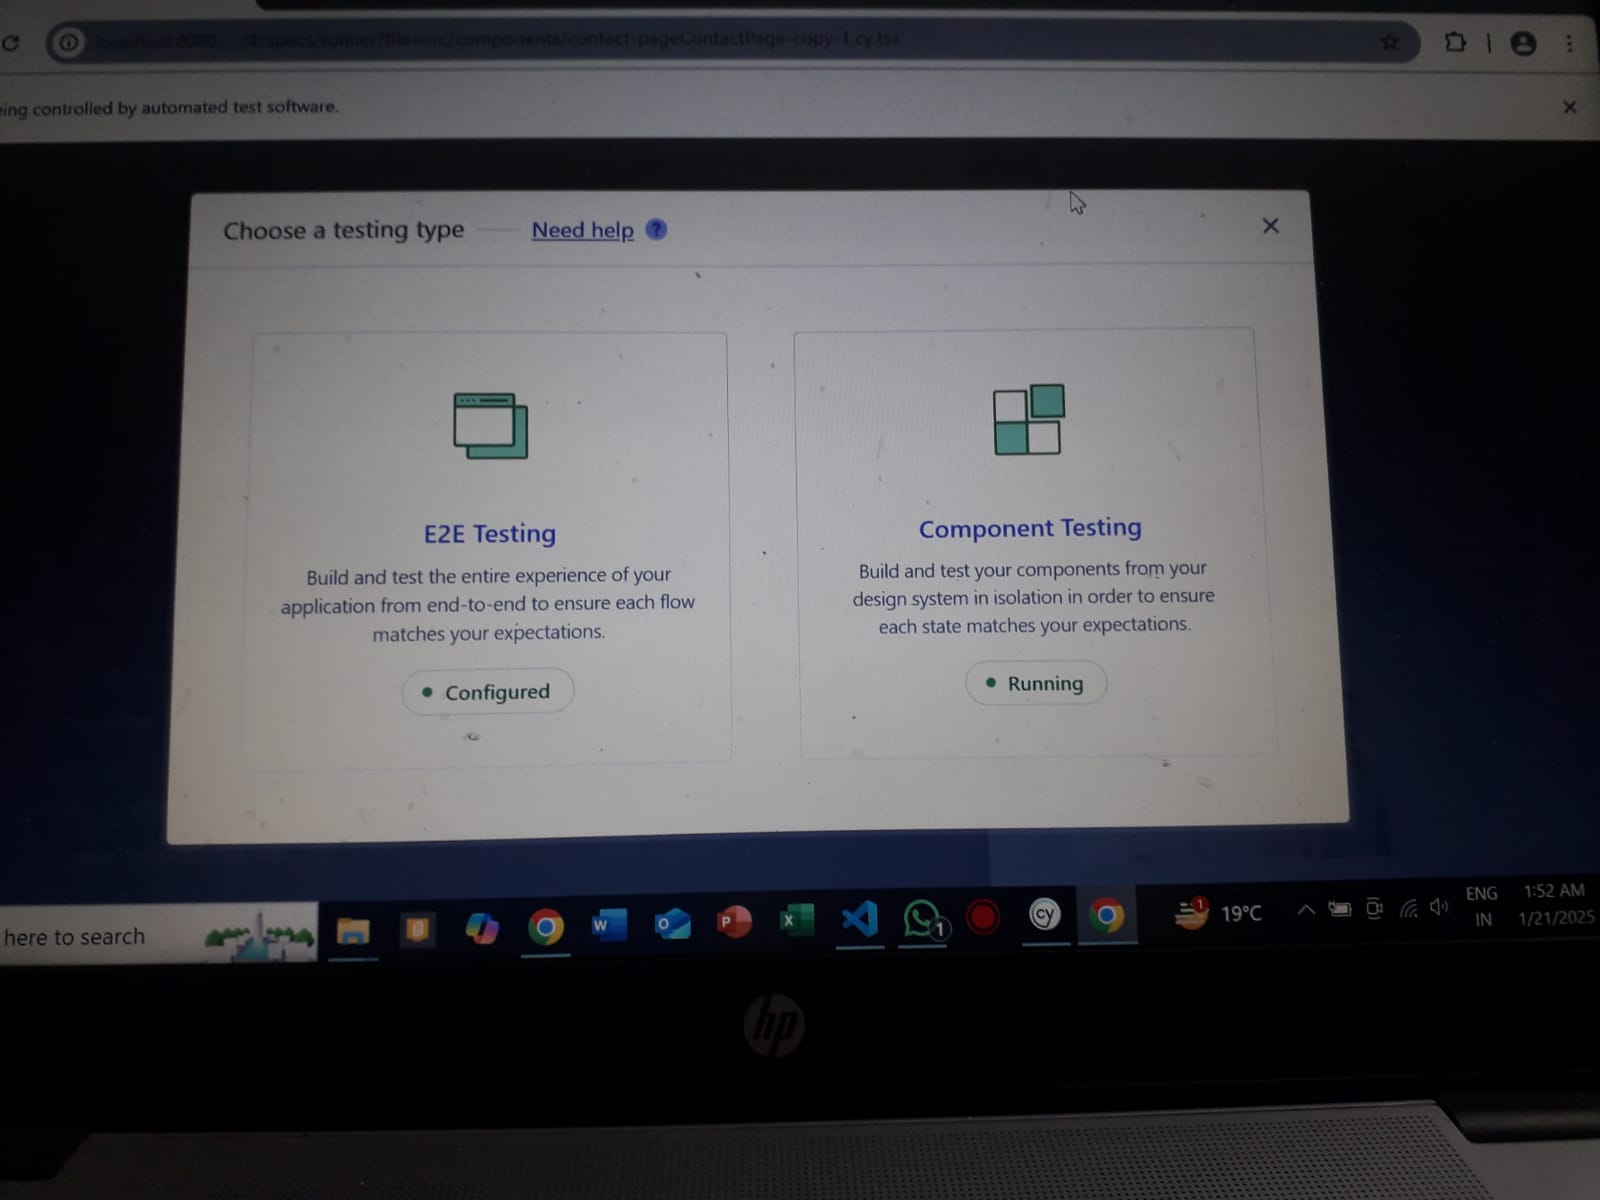 localhost:8080/__/#/specs/runner?file=src/components/contact-pageContactPage-copy-1.cy.tsx
eing controlled by automated test software.
Choose a testing type
Need help ?
E2E Testing
Build and test the entire experience of your
application from end-to-end to ensure each flow
matches your expectations.
Configured
Component Testing
Build and test your components from your
design system in isolation in order to ensure
each state matches your expectations.
Running
here to search
W
O
P
X
1
cy
1
19°C
ENG
IN
1:52 AM
1/21/2025
hp